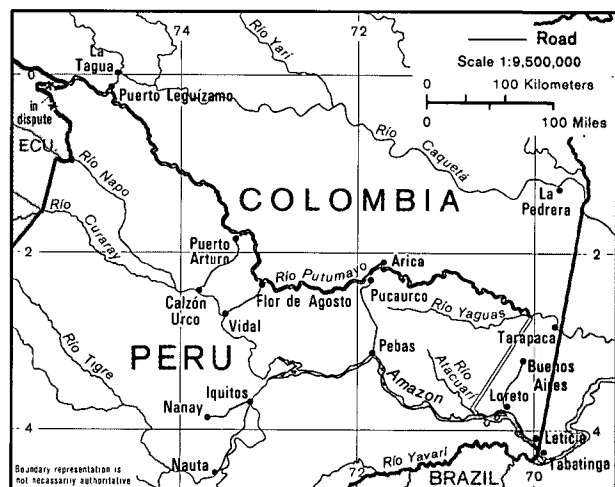 74
72
70
Road
Scale 1:9,500,000
0
100 Kilometers
0
100 Miles
La
Tagua
Río Yarí
0
Puerto Leguízamo
in
dispute
ECU.
Río Napo
Río
Caquetá
La
Pedrera
COLOMBIA
Río
Curaray
Puerto
Arturo
2
2
Arica
Río Putumayo
Calzón
Urco
Flor de Agosto
Pucaurco
Vidal
Río Yaguas
Tarapaca
PERU
Río Tigre
Pebas
Río
Atacuari
Buenos
Aires
Amazon
Iquitos
Loreto
Nanay
4
4
Leticia
Nauta
72
Río Yavari
70
Tabatinga
BRAZIL
Boundary representation is
not necessarily authoritative